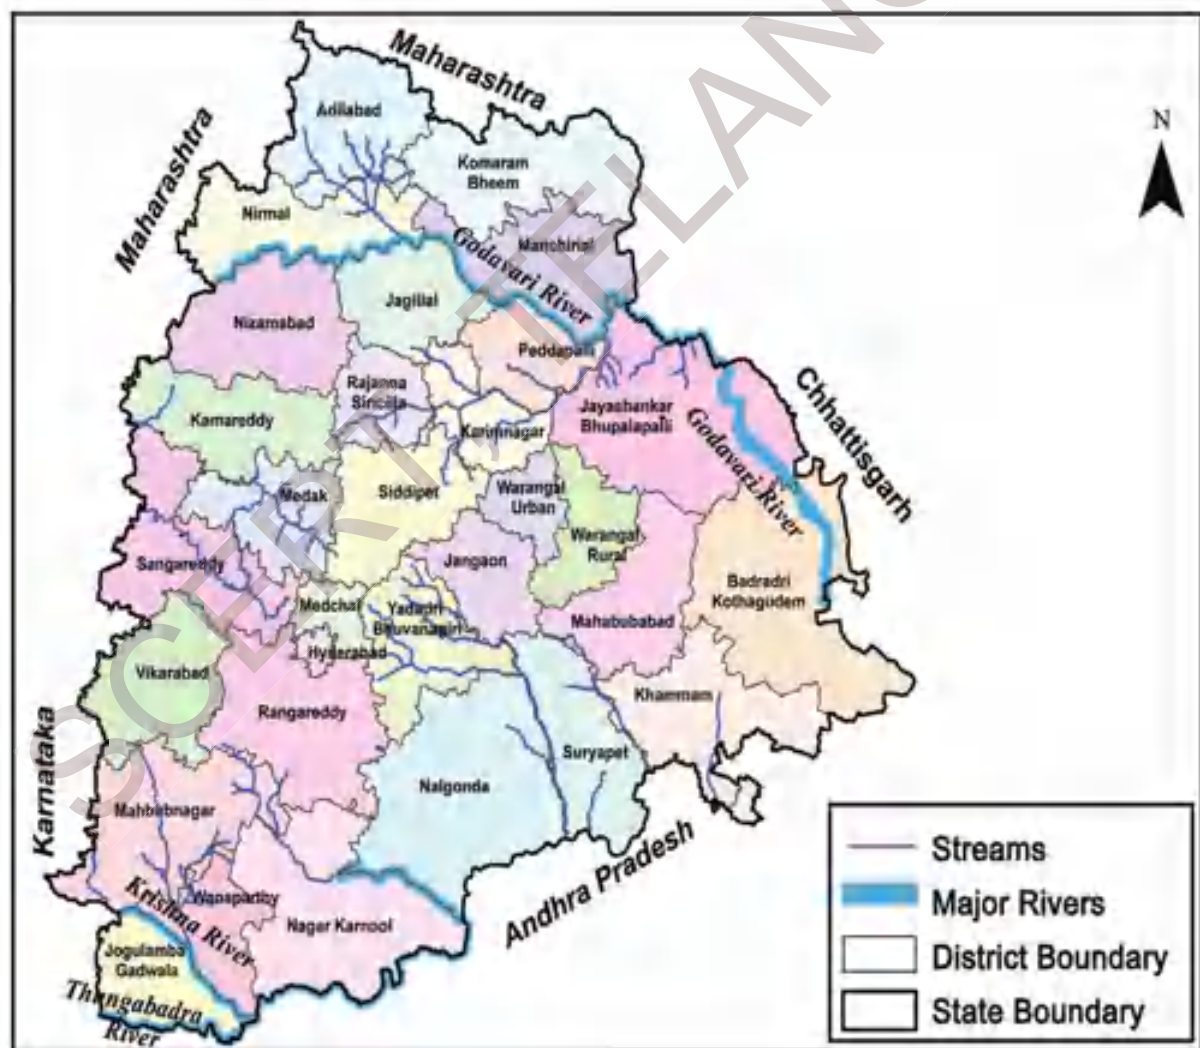 Maharashtra
Maharashtra
N
Adilabad
Komaram
Bheem
Nirmal
Manchirial
Godavari River
Jagitial
Nizamabad
Peddapalli
Rajanna
Sircilla
Kamareddy
Karimnagar
Jayashankar
Bhupalapalli
Chhattisgarh
Godavari River
Medak
Siddipet
Warangal
Urban
Warangal
Rural
Sangareddy
Jangaon
Badradri
Kothagudem
Medchal
Yadadri
Bhuvanagiri
Mahabubabad
Hyderabad
Vikarabad
Khammam
Rangareddy
Karnataka
Suryapet
Nalgonda
Mahbubnagar
Andhra Pradesh
Wanaparthy
Krishna River
Nagar Karnool
Jogulamba
Gadwala
Thungabadra
River
Streams
Major Rivers
District Boundary
State Boundary
SCERT, TELAN